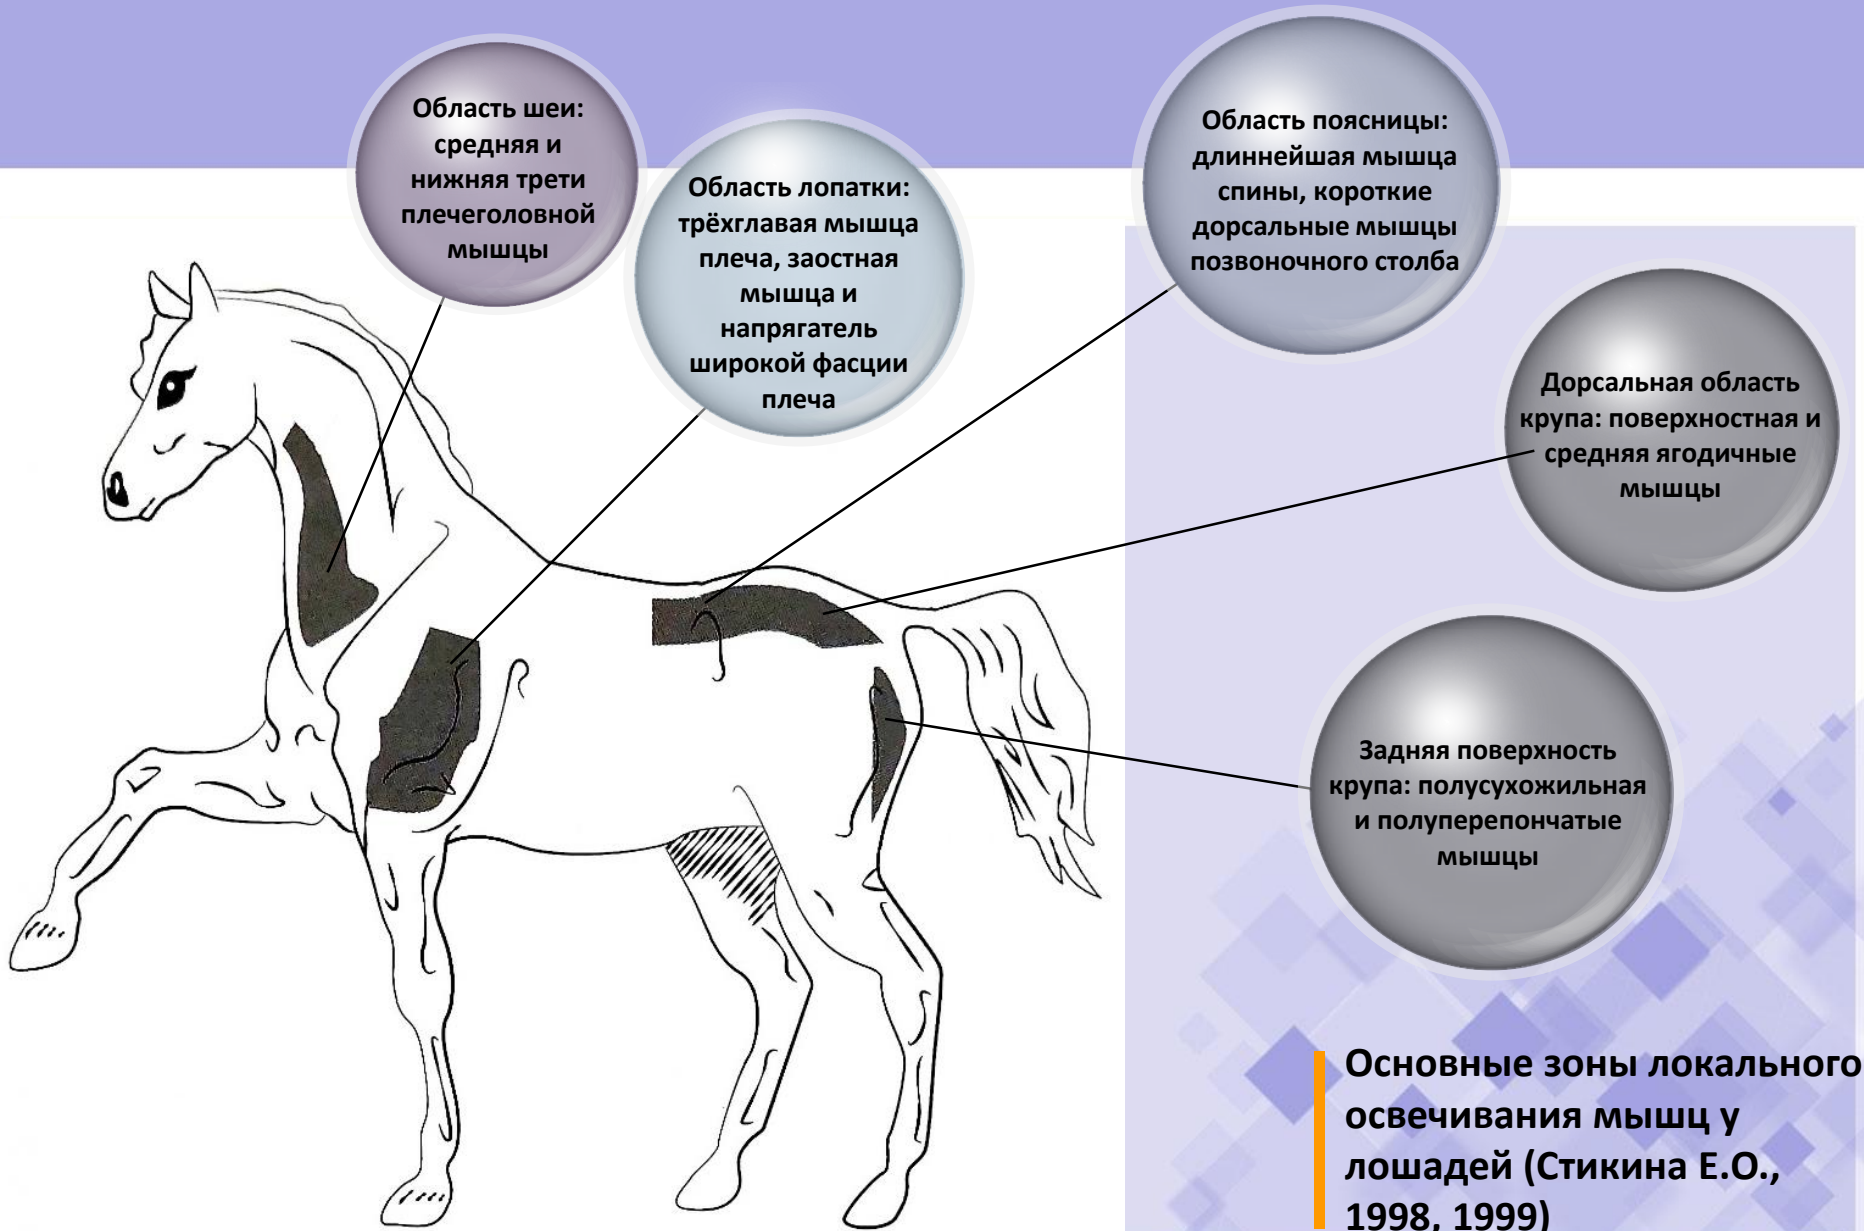 Область шеи:
средняя и
нижняя трети
плечеголовной
мышцы
Область лопатки:
трёхглавая мышца
плеча, заостная
мышца и
напрягатель
широкой фасции
плеча
Область поясницы:
длиннейшая мышца
спины, короткие
дорсальные мышцы
позвоночного столба
Дорсальная область
крупа: поверхностная и
средняя ягодичные
мышцы
Задняя поверхность
крупа: полусухожильная
и полуперепончатые
мышцы
Основные зоны локального
освечивания мышц у
лошадей (Стикина Е.О.,
1998, 1999)